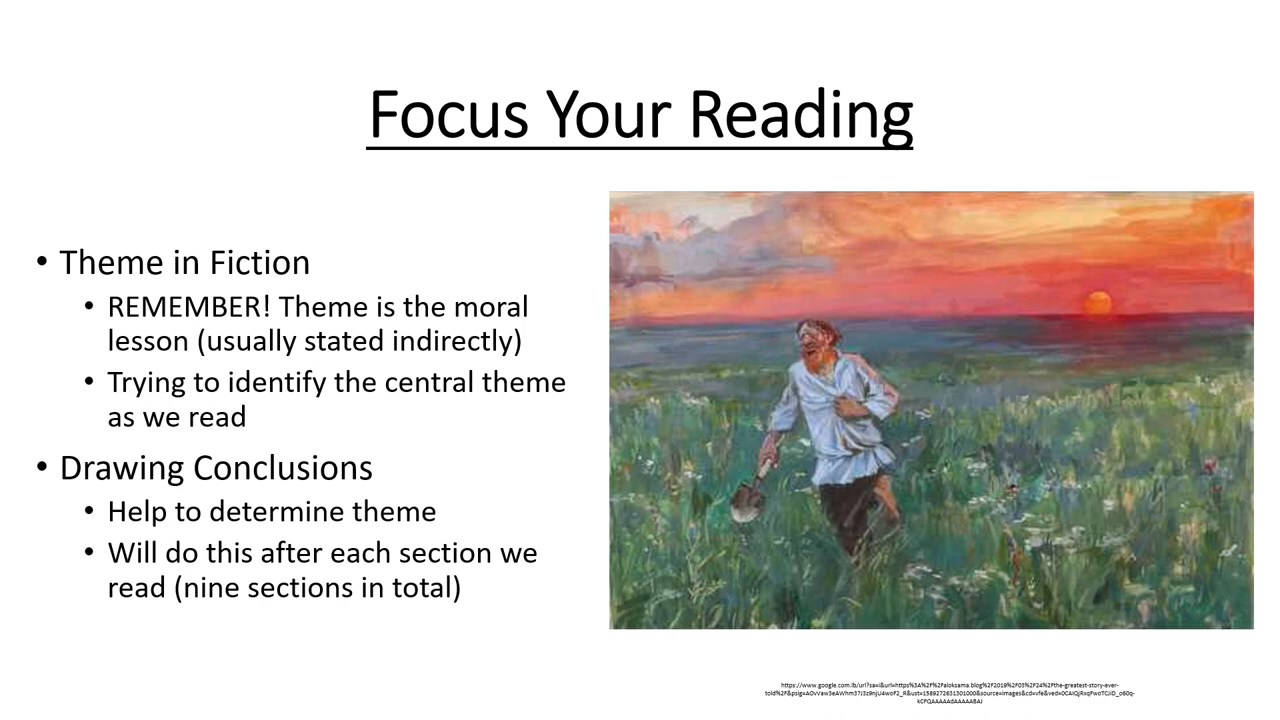 Focus Your Reading
• Theme in Fiction
• REMEMBER! Theme is the moral
lesson (usually stated indirectly)
• Trying to identify the central theme
as we read
• Drawing Conclusions
• Help to determine theme
• Will do this after each section we
read (nine sections in total)